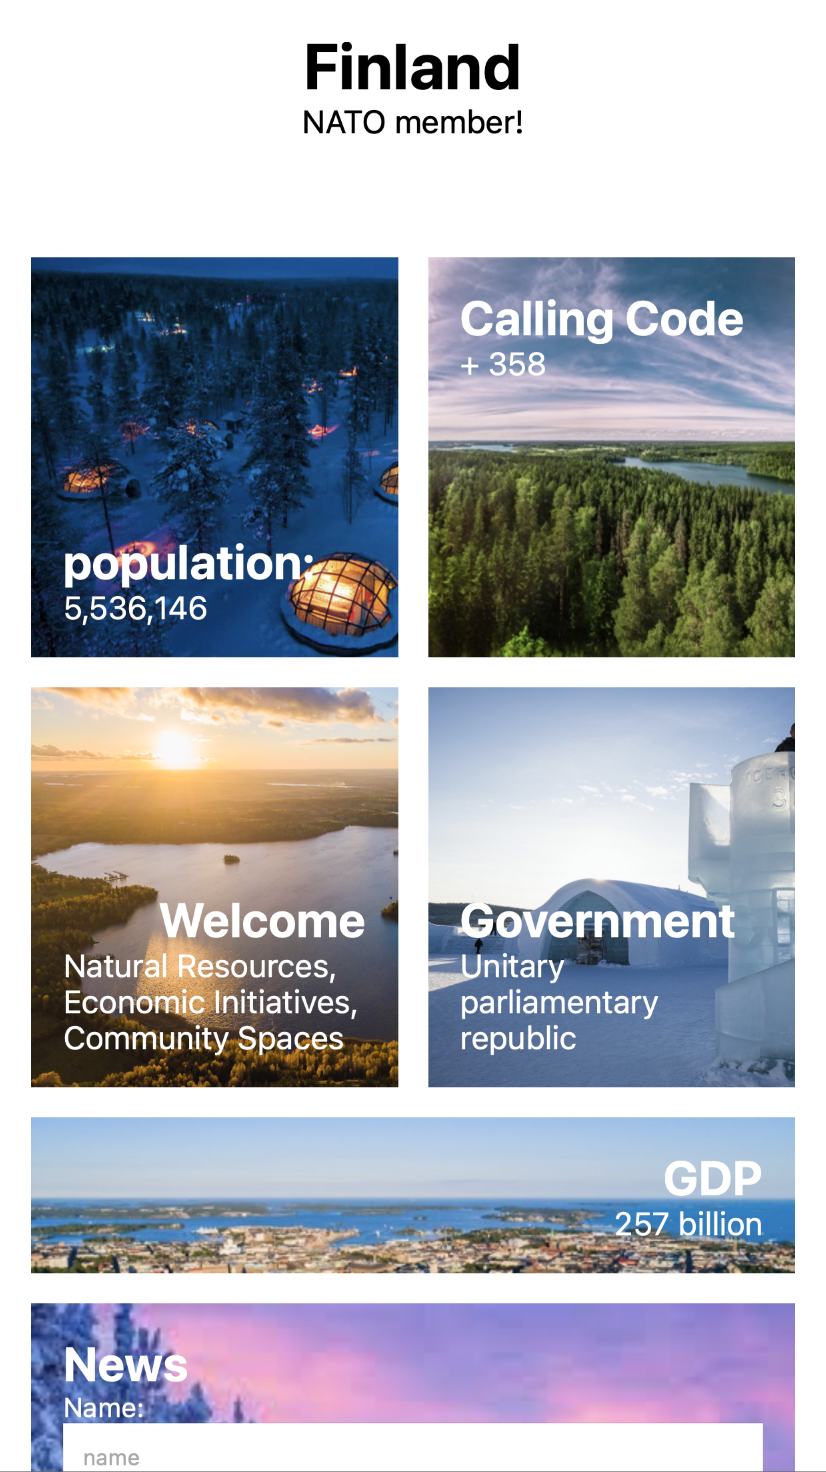 Finland
NATO member!
population:
5,536,146
Calling Code
+ 358
Welcome
Natural Resources,
Economic Initiatives,
Community Spaces
Government
Unitary
parliamentary
republic
GDP
257 billion
News
Name:
name